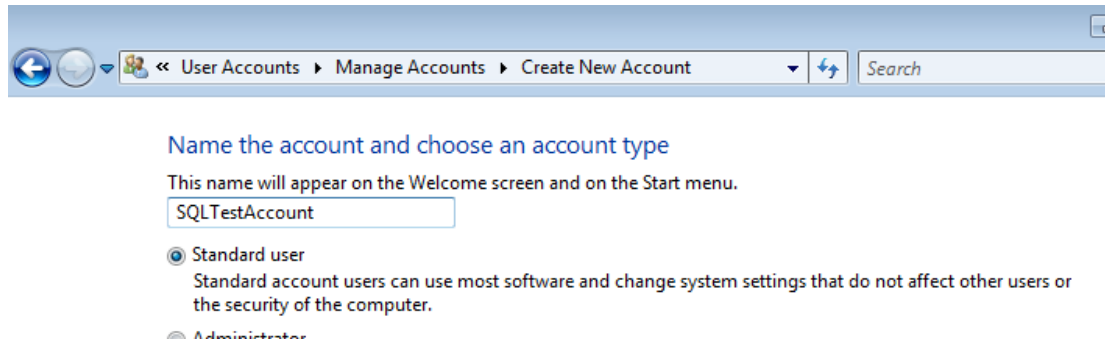 « User Accounts ▸ Manage Accounts ▸ Create New Account Search
Name the account and choose an account type
This name will appear on the Welcome screen and on the Start menu.
SQLTestAccount
Standard user
Standard account users can use most software and change system settings that do not affect other users or
the security of the computer.
Administrator